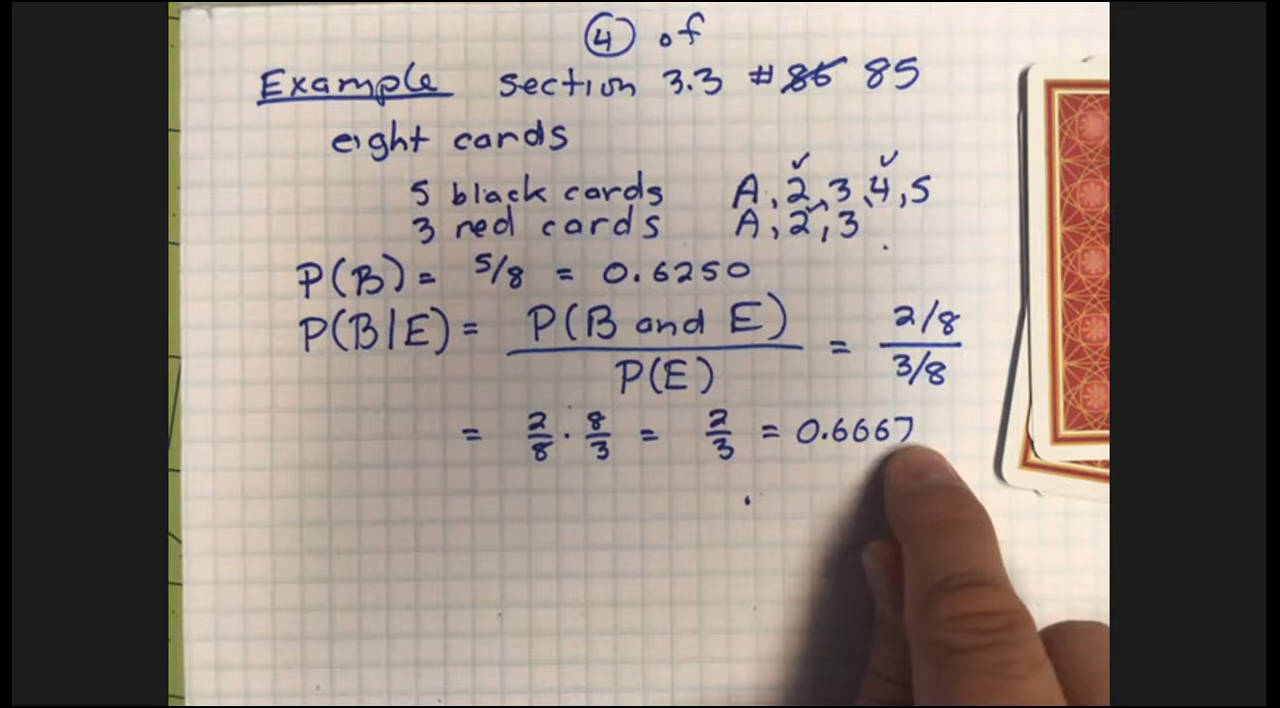 ④ of
Example section 3.3 # 86 85
eight cards
5 black cards A, 2, 3, 4, 5
3 red cards A, 2, 3
P(B) = 5/8 = 0.6250
P(B|E) = P(B and E) / P(E) = 2/8 / 3/8
= 2/8 · 8/3 = 2/3 = 0.6667